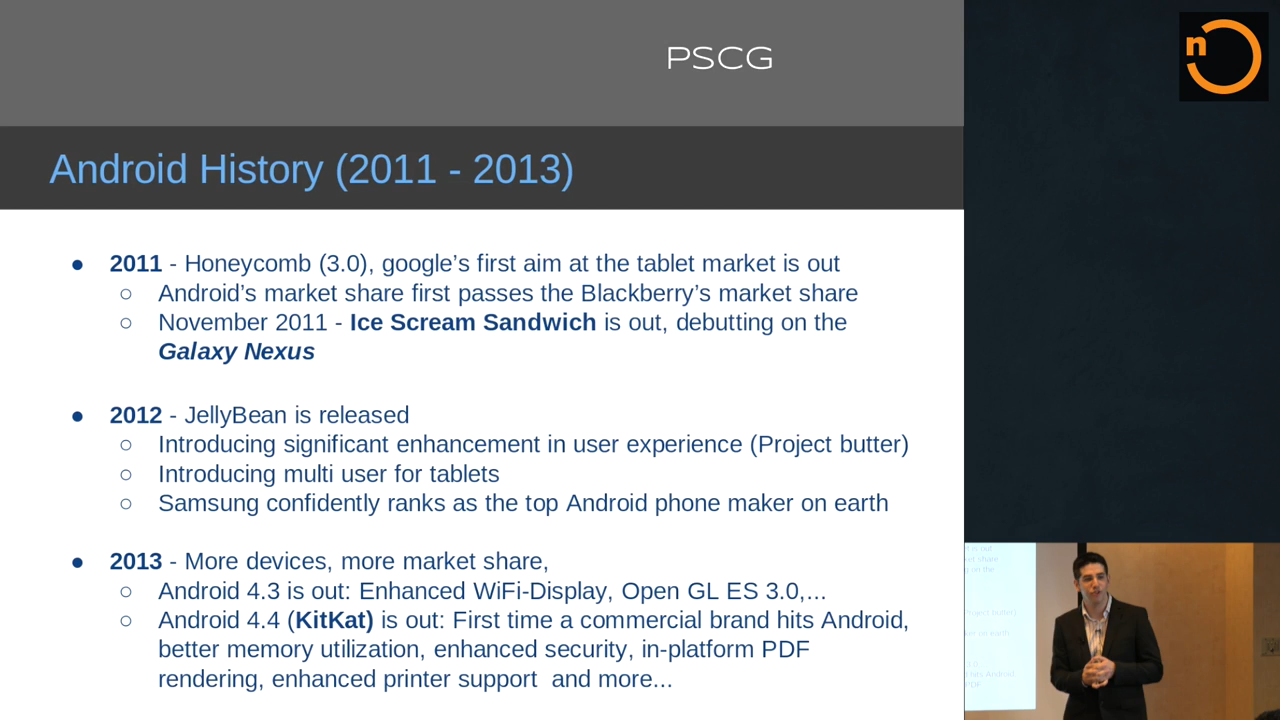 PSCG
n
Android History (2011 - 2013)
● 2011 - Honeycomb (3.0), google’s first aim at the tablet market is out
○ Android’s market share first passes the Blackberry’s market share
○ November 2011 - Ice Scream Sandwich is out, debutting on the
Galaxy Nexus
● 2012 - JellyBean is released
○ Introducing significant enhancement in user experience (Project butter)
○ Introducing multi user for tablets
○ Samsung confidently ranks as the top Android phone maker on earth
● 2013 - More devices, more market share,
○ Android 4.3 is out: Enhanced WiFi-Display, Open GL ES 3.0,...
○ Android 4.4 (KitKat) is out: First time a commercial brand hits Android,
better memory utilization, enhanced security, in-platform PDF
rendering, enhanced printer support  and more...